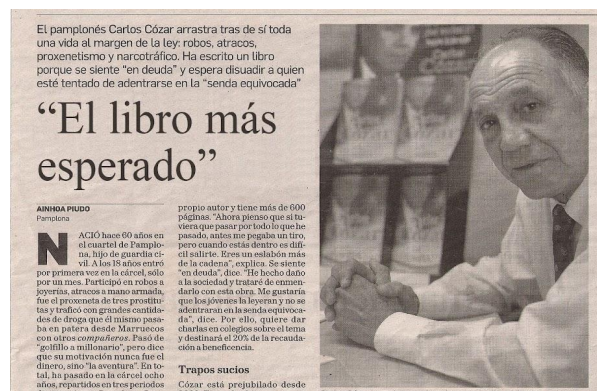 El pamplonés Carlos Cózar arrastra tras de sí toda
una vida al margen de la ley: robos, atracos,
proxenetismo y narcotráfico. Ha escrito un libro
porque se siente “en deuda” y espera disuadir a quien
esté tentado de adentrarse en la “senda equivocada”
“El libro más
esperado”
AINHOA PIUDO
Pamplona
NACIÓ hace 60 años en
el cuartel de Pamplo-
na, hijo de guardia ci-
vil. A los 18 años entró
por primera vez en la cárcel, sólo
por un mes. Participó en robos a
joyerías, atracos a mano armada,
fue el proxeneta de tres prostitu-
tas y traficó con grandes cantida-
des de droga que él mismo pasa-
ba en patera desde Marruecos
con otros compañeros. Pasó de
“golfillo a millonario”, pero dice
que su motivación nunca fue el
dinero, sino “la aventura”. En to-
tal, ha pasado en la cárcel ocho
años, repartidos en tres periodos
propio autor y tiene más de 600
páginas. “Ahora pienso que si tu-
viera que pasar por todo lo que he
pasado, antes me pegaba un tiro,
pero cuando estás dentro es difí-
cil salirte. Eres un eslabón más
de la cadena”, explica. Se siente
“en deuda”, dice. “He hecho daño
a la sociedad y trataré de enmen-
darlo con esta obra. Me gustaría
que los jóvenes la leyeran y no se
adentraran en la senda equivoca-
da”, dice. Por ello, quiere dar
charlas en colegios sobre el tema
y destinará el 20% de la recauda-
ción a beneficencia.
Trapos sucios
Cózar está prejubilado desde